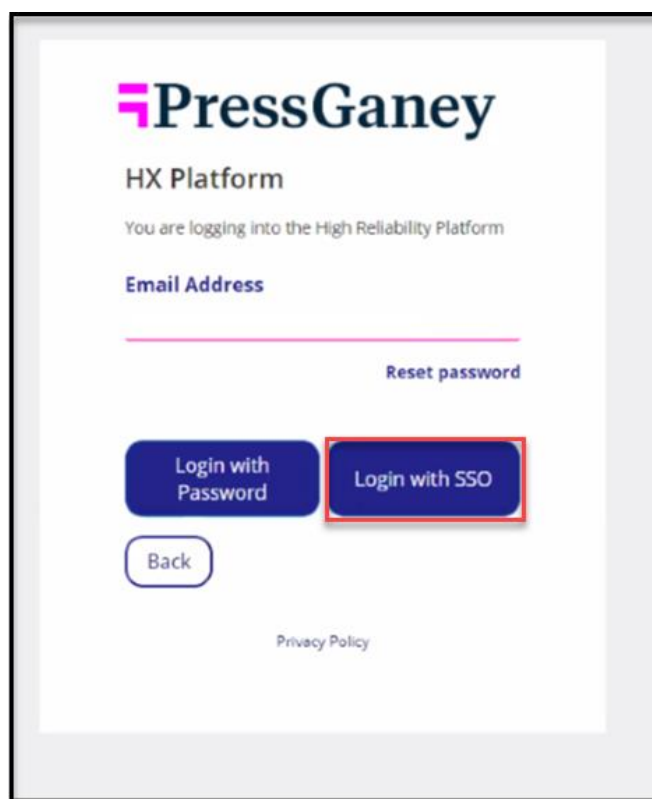 PressGaney
HX Platform
You are logging into the High Reliability Platform
Email Address
Reset password
Login with
Password
Login with SSO
Back
Privacy Policy